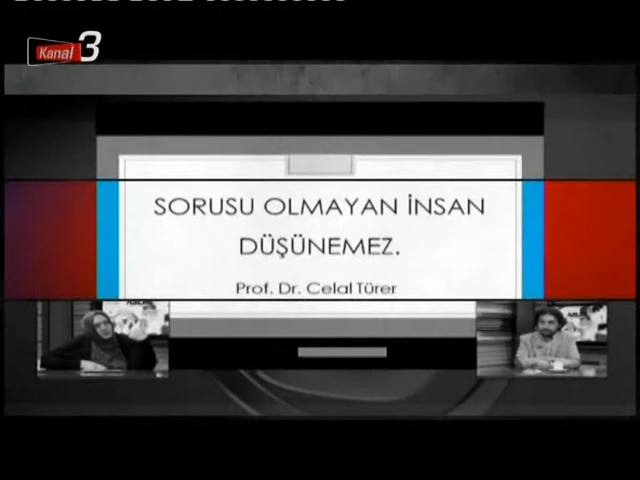 Kanal 3
SORUSU OLMAYAN İNSAN
DÜŞÜNEMEZ.
Prof. Dr. Celal Türer